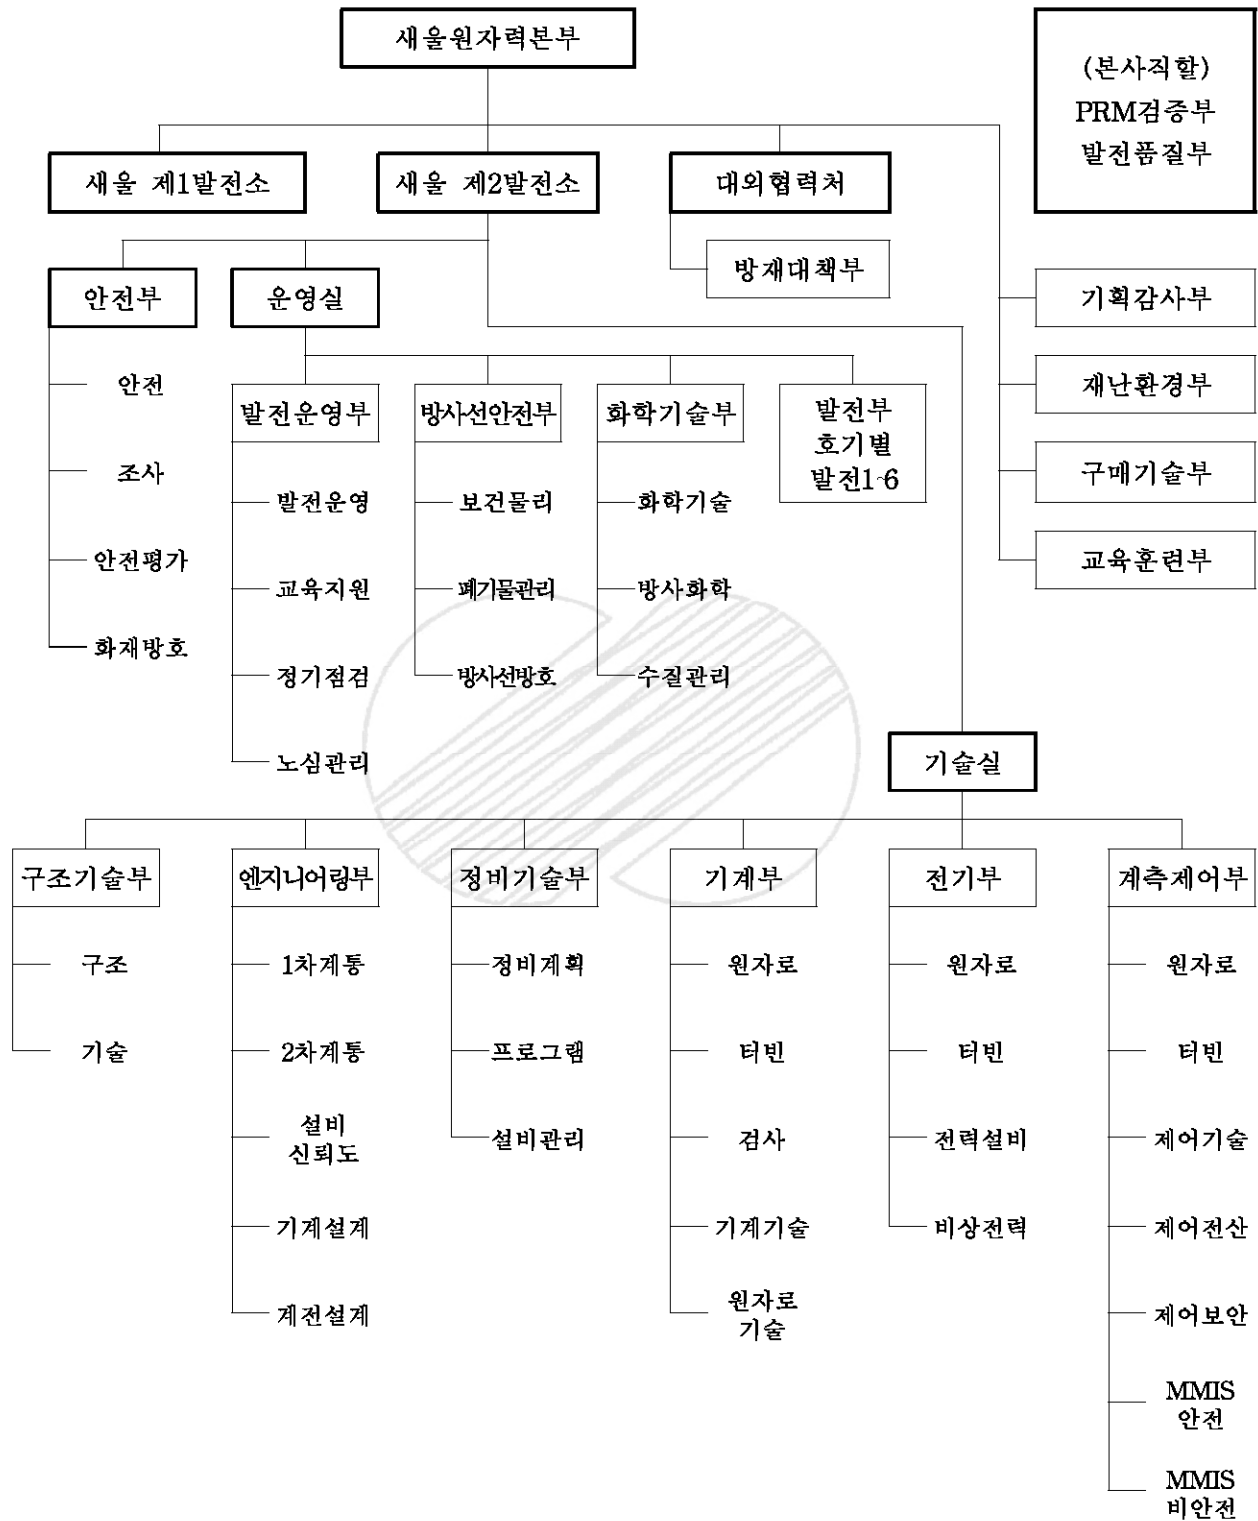 새울원자력본부
(본사직할)
PRM검증부
발전품질부
새울 제1발전소
새울 제2발전소
대외협력처
방재대책부
안전부
운영실
기획감사부
재난환경부
구매기술부
교육훈련부
안전
조사
안전평가
화재방호
발전운영부
발전운영
교육지원
정기점검
노심관리
방사선안전부
보건물리
폐기물관리
방사선방호
화학기술부
화학기술
방사화학
수질관리
발전부
호기별
발전1~6
기술실
구조기술부
구조
기술
엔지니어링부
1차계통
2차계통
설비
신뢰도
기계설계
계전설계
정비기술부
정비계획
프로그램
설비관리
기계부
원자로
터빈
검사
기계기술
원자로
기술
전기부
원자로
터빈
전력설비
비상전력
계측제어부
원자로
터빈
제어기술
제어전산
제어보안
MMIS
안전
MMIS
비안전